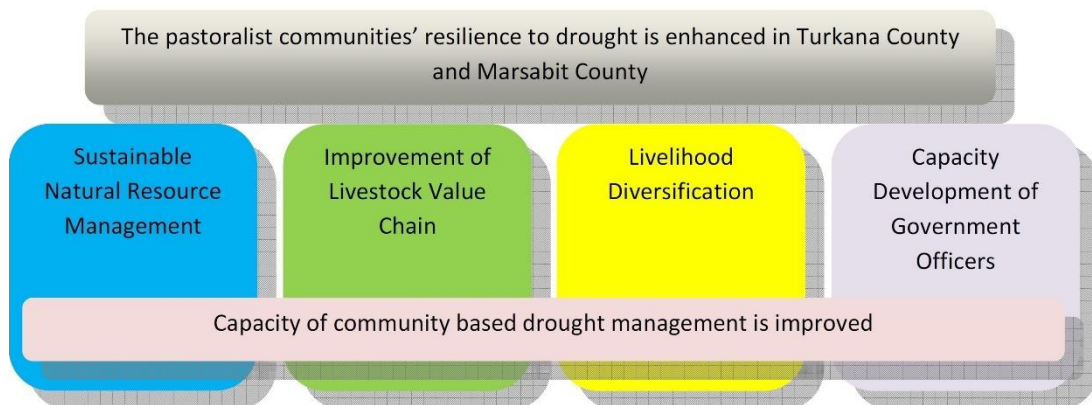 The pastoralist communities’ resilience to drought is enhanced in Turkana County
and Marsabit County
Sustainable
Natural Resource
Management
Improvement of
Livestock Value
Chain
Livelihood
Diversification
Capacity
Development of
Government
Officers
Capacity of community based drought management is improved